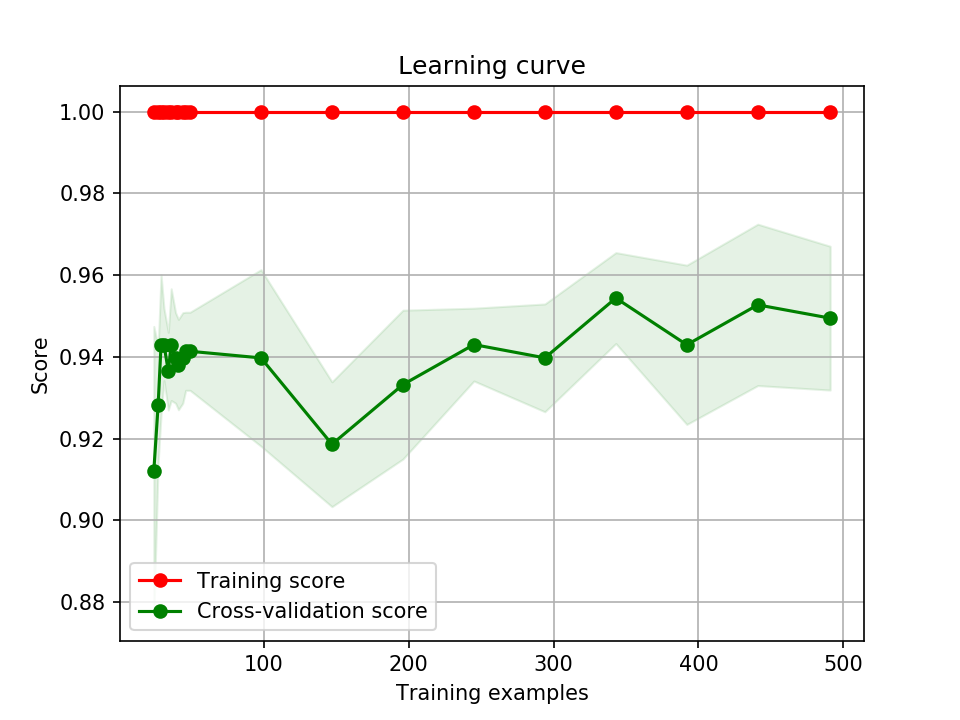 Learning curve
1.00
0.98
0.96
0.94
0.92
0.90
0.88
Score
Training score
Cross-validation score
100 200 300 400 500
Training examples